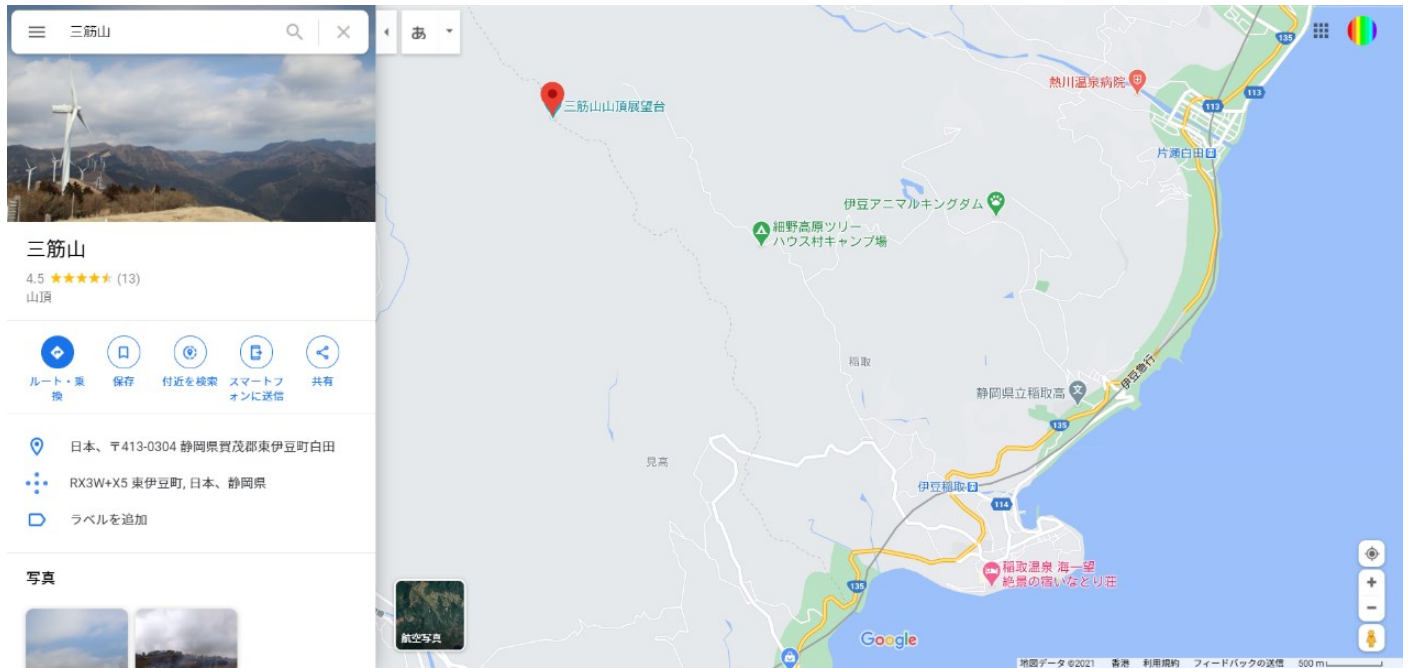 三筋山
あ
三筋山
4.5
(13)
山頂
ルート・乗
換
保存
付近を検索
スマートフ
ォンに送信
共有
日本、〒413-0304 静岡県賀茂郡東伊豆町白田
RX3W+X5 東伊豆町, 日本、静岡県
ラベルを追加
写真
三筋山山頂展望台
熱川温泉病院
135
113
113
片瀬白田
伊豆アニマルキングダム
細野高原ツリー
ハウス村キャンプ場
稲取
伊豆急行
静岡県立稲取高
文
135
見高
伊豆稲取
114
稲取温泉 海一望
絶景の宿いなとり荘
135
航空写真
Google
地図データ ©2021 香港 利用規約 フィードバックの送信 500 m